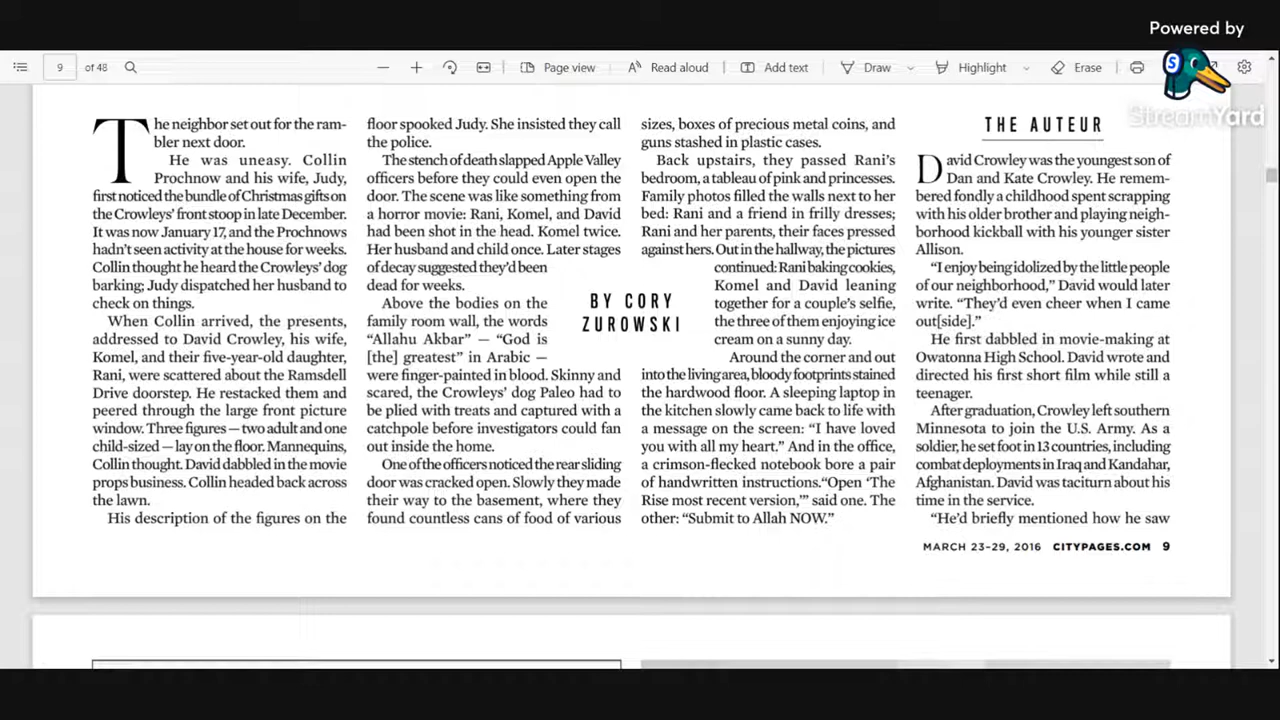 Powered by
StreamYard
9
of 48
Page view
Read aloud
Add text
Draw
Highlight
Erase
The neighbor set out for the ram-
bler next door.
He was uneasy. Collin
Prochnow and his wife, Judy,
first noticed the bundle of Christmas gifts on
the Crowleys’ front stoop in late December.
It was now January 17, and the Prochnows
hadn’t seen activity at the house for weeks.
Collin thought he heard the Crowleys’ dog
barking; Judy dispatched her husband to
check on things.
When Collin arrived, the presents,
addressed to David Crowley, his wife,
Komel, and their five-year-old daughter,
Rani, were scattered about the Ramsdell
Drive doorstep. He restacked them and
peered through the large front picture
window. Three figures — two adult and one
child-sized — lay on the floor. Mannequins,
Collin thought. David dabbled in the movie
props business. Collin headed back across
the lawn.
His description of the figures on the
floor spooked Judy. She insisted they call
the police.
The stench of death slapped Apple Valley
officers before they could even open the
door. The scene was like something from
a horror movie: Rani, Komel, and David
had been shot in the head. Komel twice.
Her husband and child once. Later stages
of decay suggested they’d been
dead for weeks.
Above the bodies on the
family room wall, the words
“Allahu Akbar” — “God is
[the] greatest” in Arabic —
were finger-painted in blood. Skinny and
scared, the Crowleys’ dog Paleo had to
be plied with treats and captured with a
catchpole before investigators could fan
out inside the home.
One of the officers noticed the rear sliding
door was cracked open. Slowly they made
their way to the basement, where they
found countless cans of food of various
BY CORY
ZUROWSKI
sizes, boxes of precious metal coins, and
guns stashed in plastic cases.
Back upstairs, they passed Rani’s
bedroom, a tableau of pink and princesses.
Family photos filled the walls next to her
bed: Rani and a friend in frilly dresses;
Rani and her parents, their faces pressed
against hers. Out in the hallway, the pictures
continued: Rani baking cookies,
Komel and David leaning
together for a couple’s selfie,
the three of them enjoying ice
cream on a sunny day.
Around the corner and out
into the living area, bloody footprints stained
the hardwood floor. A sleeping laptop in
the kitchen slowly came back to life with
a message on the screen: “I have loved
you with all my heart.” And in the office,
a crimson-flecked notebook bore a pair
of handwritten instructions.“Open ‘The
Rise most recent version,’” said one. The
other: “Submit to Allah NOW.”
THE AUTEUR
David Crowley was the youngest son of
Dan and Kate Crowley. He remem-
bered fondly a childhood spent scrapping
with his older brother and playing neigh-
borhood kickball with his younger sister
Allison.
“I enjoy being idolized by the little people
of our neighborhood,” David would later
write. “They’d even cheer when I came
out[side].”
He first dabbled in movie-making at
Owatonna High School. David wrote and
directed his first short film while still a
teenager.
After graduation, Crowley left southern
Minnesota to join the U.S. Army. As a
soldier, he set foot in 13 countries, including
combat deployments in Iraq and Kandahar,
Afghanistan. David was taciturn about his
time in the service.
“He’d briefly mentioned how he saw
MARCH 23–29, 2016 CITYPAGES.COM 9